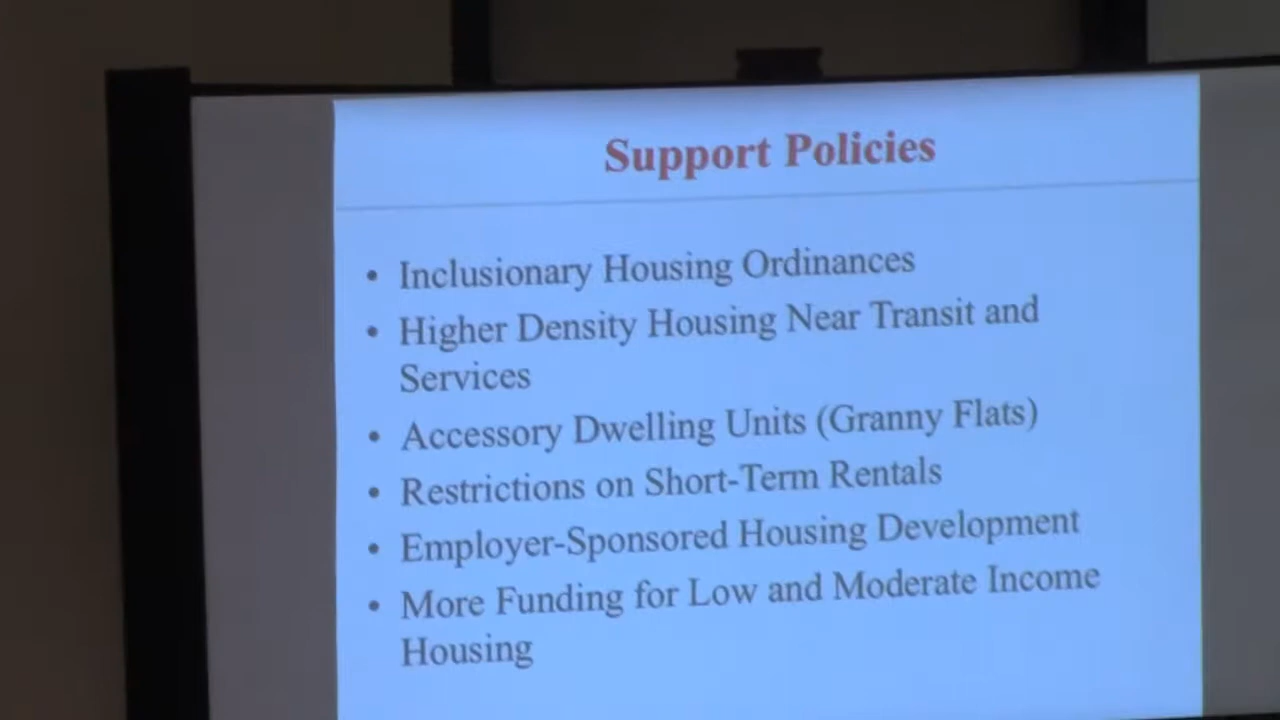 Support Policies
• Inclusionary Housing Ordinances
• Higher Density Housing Near Transit and
Services
• Accessory Dwelling Units (Granny Flats)
• Restrictions on Short-Term Rentals
• Employer-Sponsored Housing Development
• More Funding for Low and Moderate Income
Housing